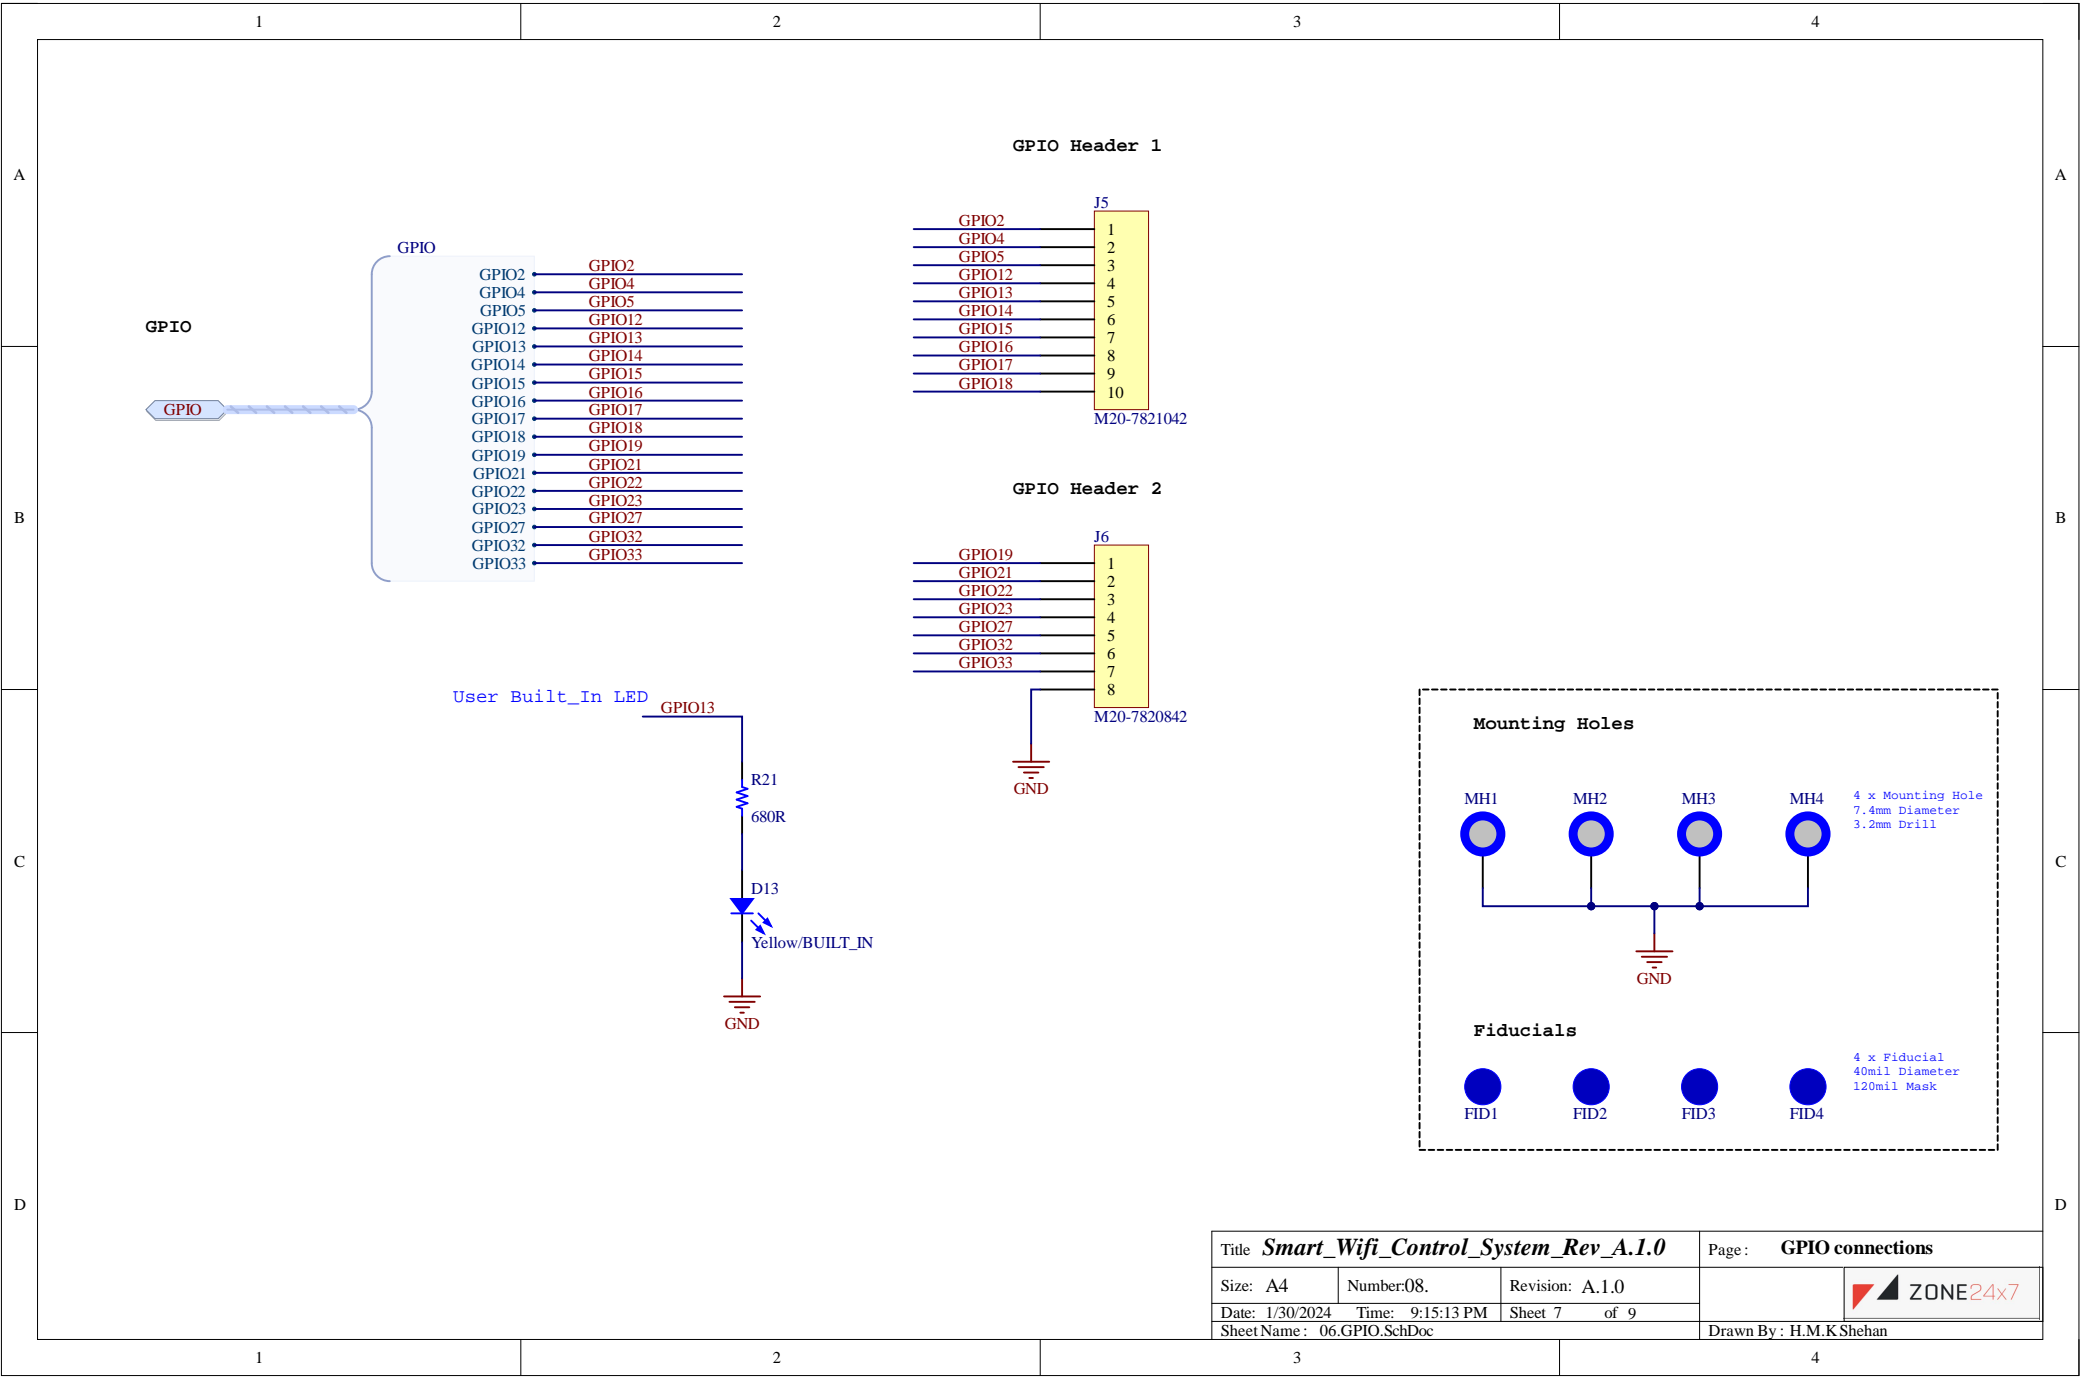 1 2 3 4
A A
B B
C C
D D
1 2 3 4
GPIO
GPIO
GPIO
GPIO2 GPIO2
GPIO4 GPIO4
GPIO5 GPIO5
GPIO12 GPIO12
GPIO13 GPIO13
GPIO14 GPIO14
GPIO15 GPIO15
GPIO16 GPIO16
GPIO17 GPIO17
GPIO18 GPIO18
GPIO19 GPIO19
GPIO21 GPIO21
GPIO22 GPIO22
GPIO23 GPIO23
GPIO27 GPIO27
GPIO32 GPIO32
GPIO33 GPIO33
GPIO Header 1
J5
GPIO2 1
GPIO4 2
GPIO5 3
GPIO12 4
GPIO13 5
GPIO14 6
GPIO15 7
GPIO16 8
GPIO17 9
GPIO18 10
M20-7821042
GPIO Header 2
J6
GPIO19 1
GPIO21 2
GPIO22 3
GPIO23 4
GPIO27 5
GPIO32 6
GPIO33 7
8
M20-7820842
GND
User Built_In LED
GPIO13
R21
680R
D13
Yellow/BUILT_IN
GND
Mounting Holes
MH1 MH2 MH3 MH4
4 x Mounting Hole
7.4mm Diameter
3.2mm Drill
GND
Fiducials
4 x Fiducial
40mil Diameter
120mil Mask
FID1 FID2 FID3 FID4
Title Smart_Wifi_Control_System_Rev_A.1.0 Page : GPIO connections
Size: A4 Number:08. Revision: A.1.0
ZONE24x7
Date: 1/30/2024 Time: 9:15:13 PM Sheet 7 of 9
Sheet Name : 06.GPIO.SchDoc Drawn By : H.M.K Shehan